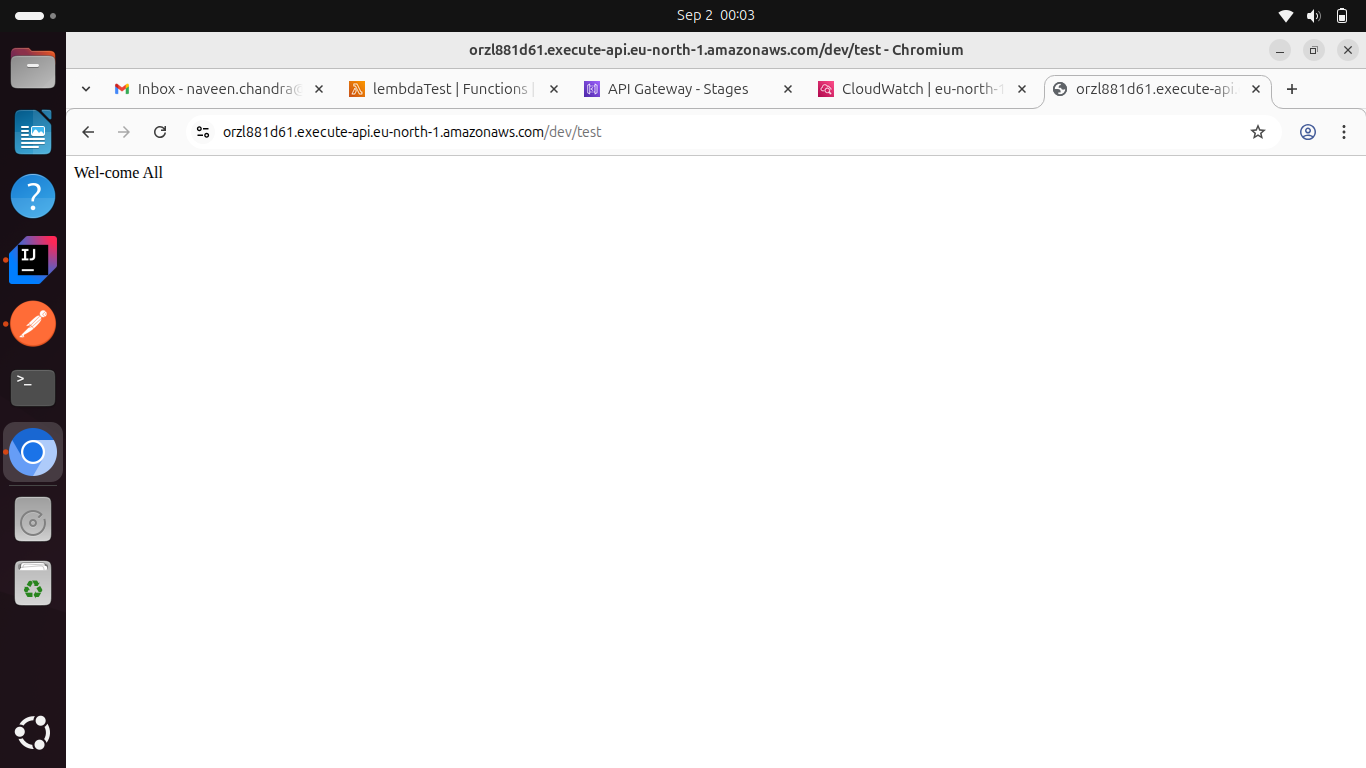 Sep 2 00:03
orzl881d61.execute-api.eu-north-1.amazonaws.com/dev/test - Chromium
Inbox - naveen.chandra@
lembdaTest | Functions |
API Gateway - Stages
CloudWatch | eu-north-1
orzl881d61.execute-api.
orzl881d61.execute-api.eu-north-1.amazonaws.com/dev/test
Wel-come All
IJ
>_